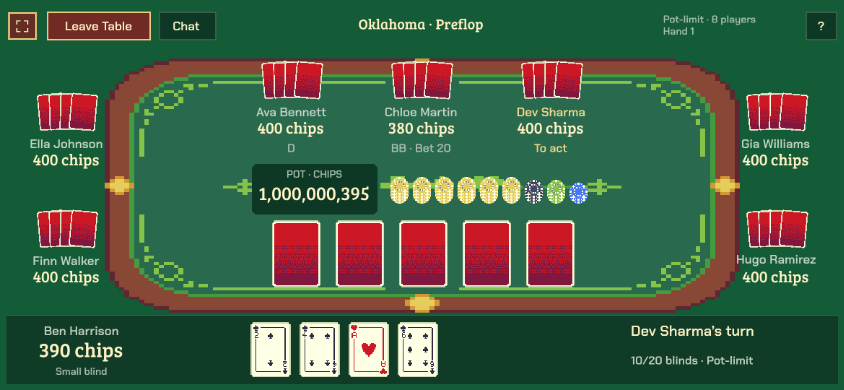 Leave Table
Chat
Oklahoma · Preflop
Pot-limit · 8 players
Hand 1
?
Ava Bennett
400 chips
D
Chloe Martin
380 chips
BB · Bet 20
Dev Sharma
400 chips
To act
Ella Johnson
400 chips
Gia Williams
400 chips
POT · CHIPS
1,000,000,395
Finn Walker
400 chips
Hugo Ramirez
400 chips
Ben Harrison
390 chips
Small blind
Dev Sharma's turn
10/20 blinds · Pot-limit